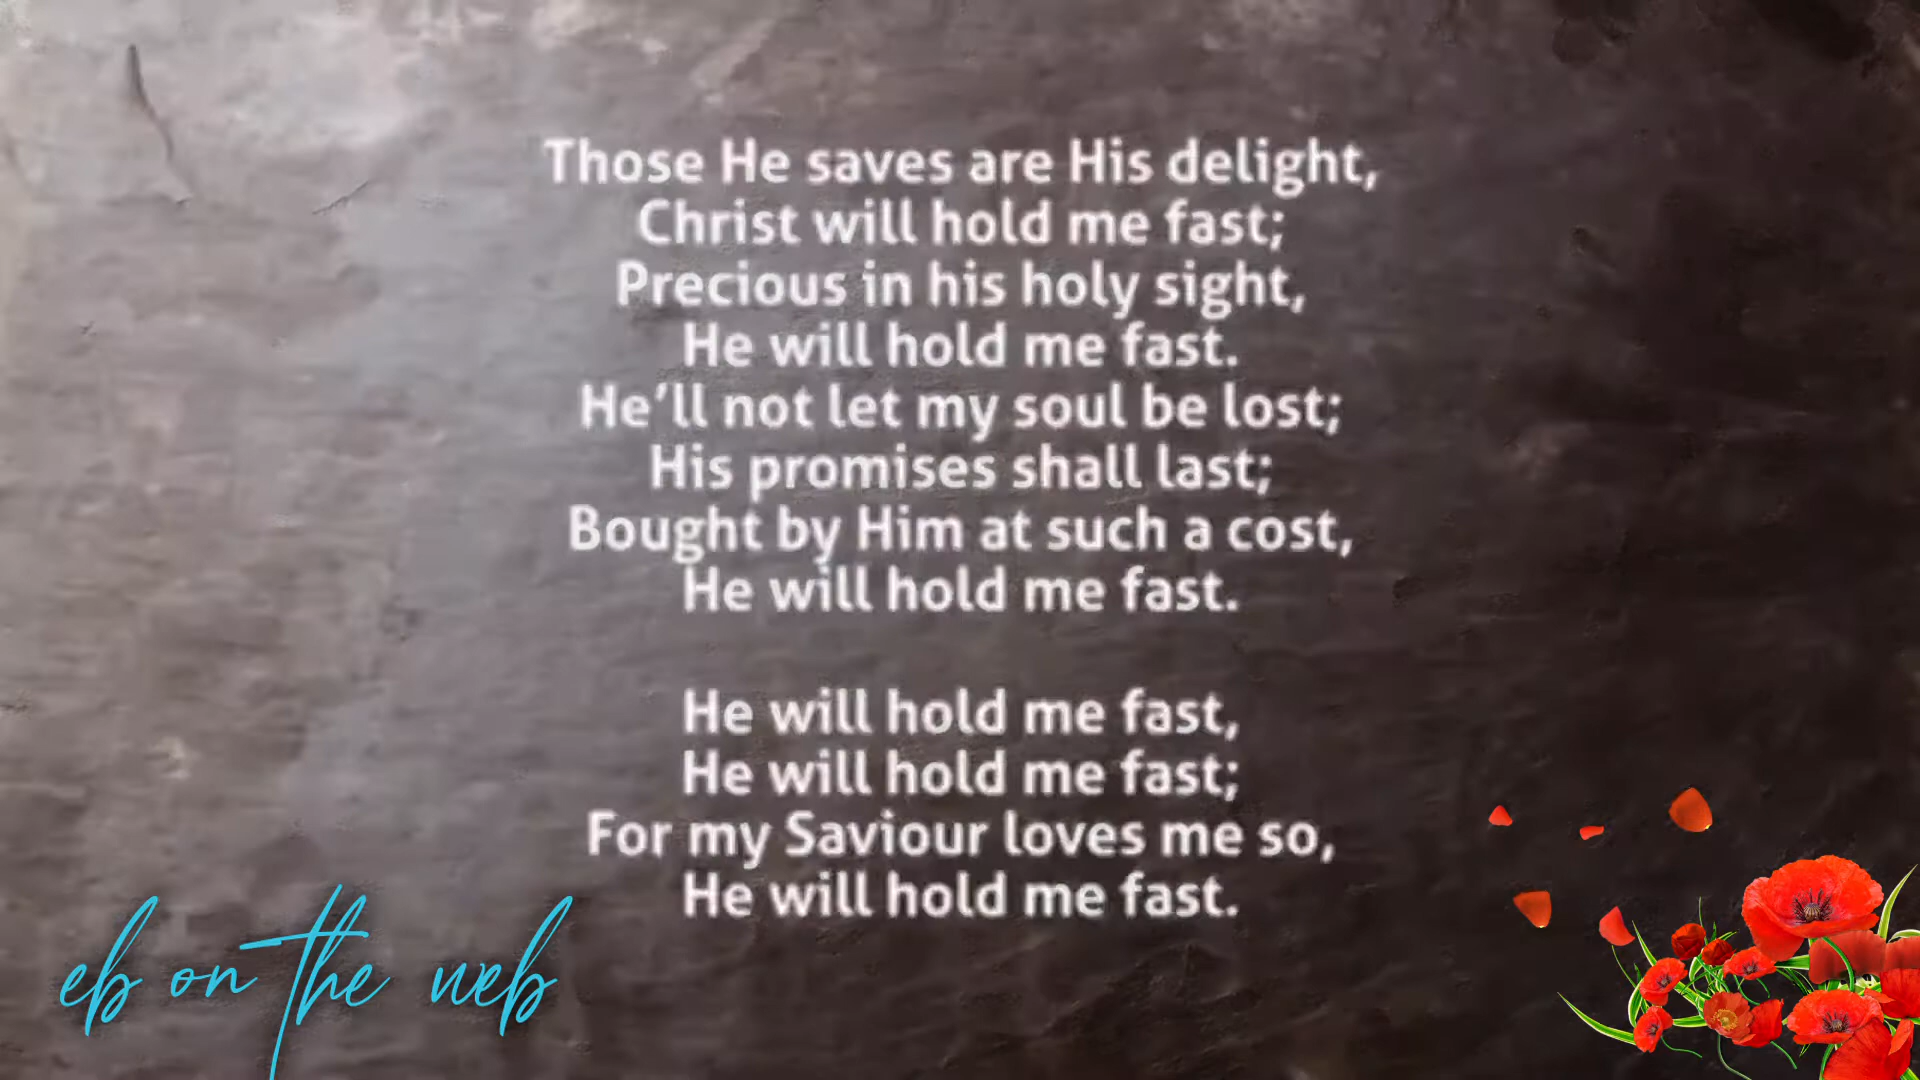 Those He saves are His delight,
Christ will hold me fast;
Precious in his holy sight,
He will hold me fast.
He’ll not let my soul be lost;
His promises shall last;
Bought by Him at such a cost,
He will hold me fast.
He will hold me fast,
He will hold me fast;
For my Saviour loves me so,
He will hold me fast.
eb on the web